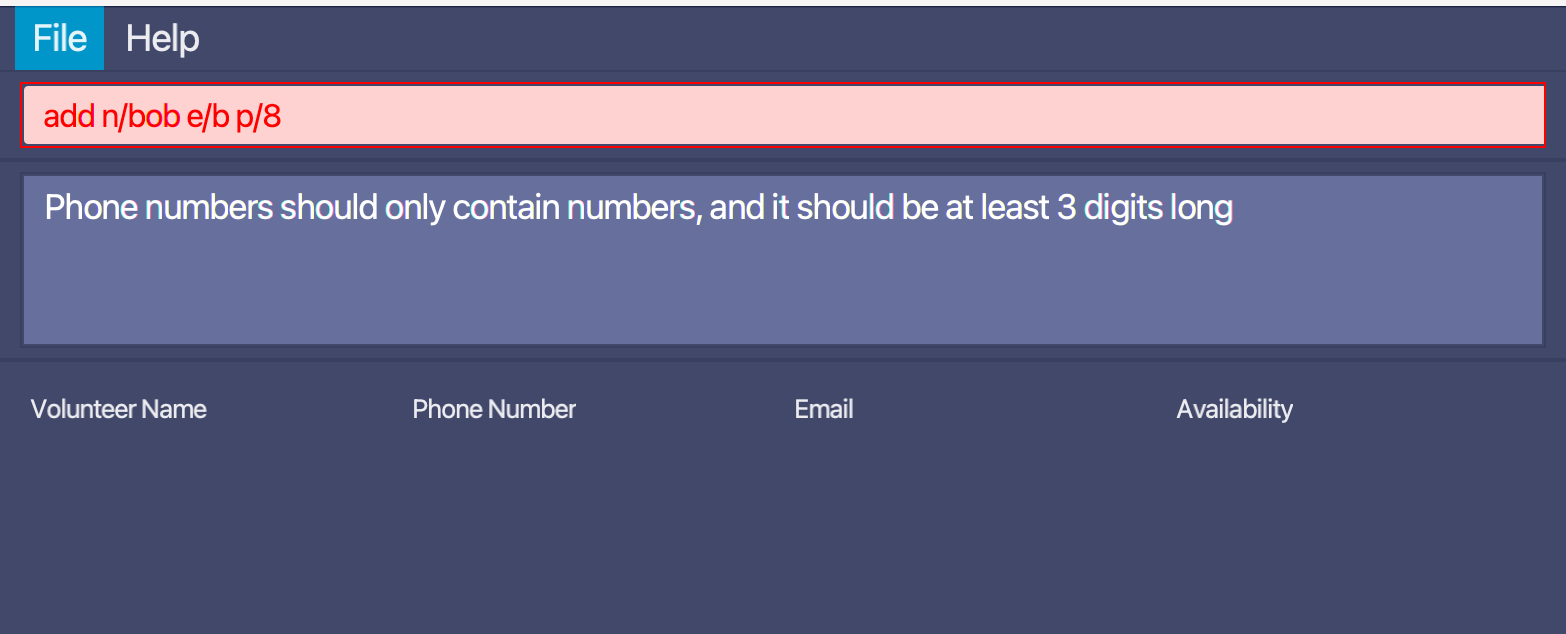 File Help
add n/bob e/b p/8
Phone numbers should only contain numbers, and it should be at least 3 digits long
Volunteer Name Phone Number Email Availability